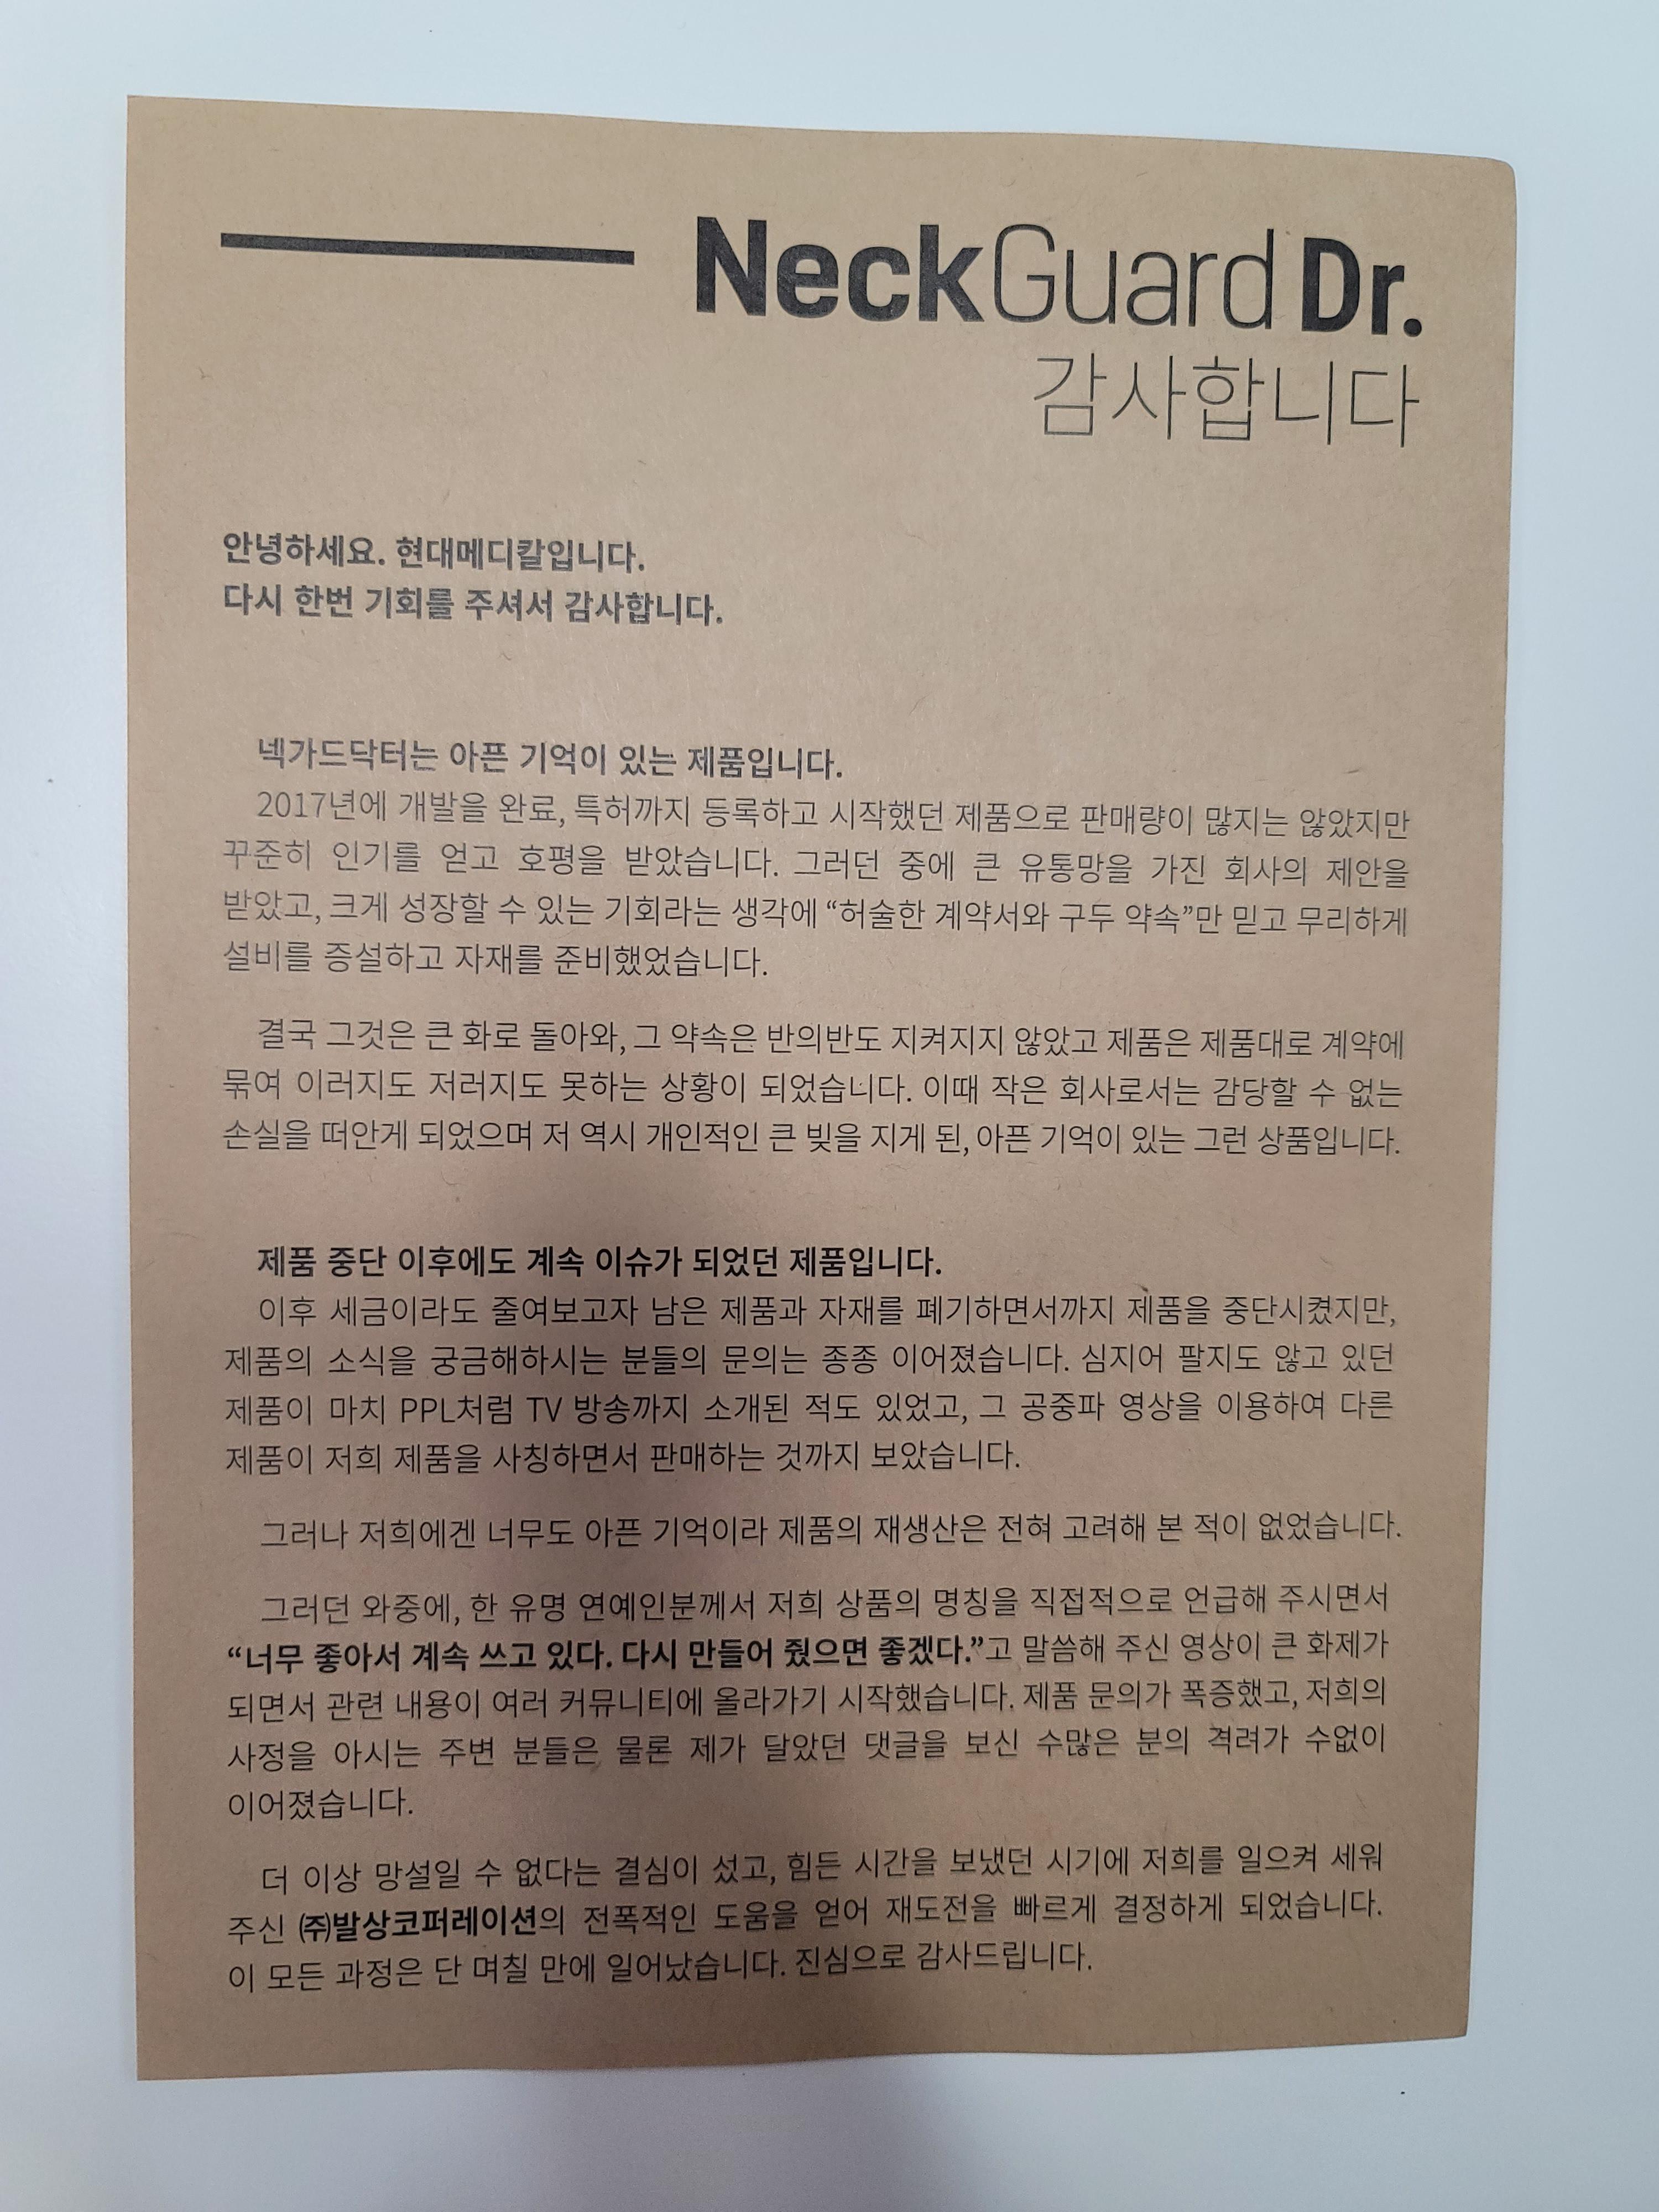 NeckGuard Dr.
감사합니다
안녕하세요. 현대메디칼입니다.
다시 한번 기회를 주셔서 감사합니다.
넥가드닥터는 아픈 기억이 있는 제품입니다.
2017년에 개발을 완료, 특허까지 등록하고 시작했던 제품으로 판매량이 많지는 않았지만
꾸준히 인기를 얻고 호평을 받았습니다. 그러던 중에 큰 유통망을 가진 회사의 제안을
받았고, 크게 성장할 수 있는 기회라는 생각에 “허술한 계약서와 구두 약속”만 믿고 무리하게
설비를 증설하고 자재를 준비했었습니다.
결국 그것은 큰 화로 돌아와, 그 약속은 반의반도 지켜지지 않았고 제품은 제품대로 계약에
묶여 이러지도 저러지도 못하는 상황이 되었습니다. 이때 작은 회사로서는 감당할 수 없는
손실을 떠안게 되었으며 저 역시 개인적인 큰 빚을 지게 된, 아픈 기억이 있는 그런 상품입니다.
제품 중단 이후에도 계속 이슈가 되었던 제품입니다.
이후 세금이라도 줄여보고자 남은 제품과 자재를 폐기하면서까지 제품을 중단시켰지만,
제품의 소식을 궁금해하시는 분들의 문의는 종종 이어졌습니다. 심지어 팔지도 않고 있던
제품이 마치 PPL처럼 TV 방송까지 소개된 적도 있었고, 그 공중파 영상을 이용하여 다른
제품이 저희 제품을 사칭하면서 판매하는 것까지 보았습니다.
그러나 저희에겐 너무도 아픈 기억이라 제품의 재생산은 전혀 고려해 본 적이 없었습니다.
그러던 와중에, 한 유명 연예인분께서 저희 상품의 명칭을 직접적으로 언급해 주시면서
“너무 좋아서 계속 쓰고 있다. 다시 만들어 줬으면 좋겠다.”고 말씀해 주신 영상이 큰 화제가
되면서 관련 내용이 여러 커뮤니티에 올라가기 시작했습니다. 제품 문의가 폭증했고, 저희의
사정을 아시는 주변 분들은 물론 제가 달았던 댓글을 보신 수많은 분의 격려가 수없이
이어졌습니다.
더 이상 망설일 수 없다는 결심이 섰고, 힘든 시간을 보냈던 시기에 저희를 일으켜 세워
주신 ㈜발상코퍼레이션의 전폭적인 도움을 얻어 재도전을 빠르게 결정하게 되었습니다.
이 모든 과정은 단 며칠 만에 일어났습니다. 진심으로 감사드립니다.